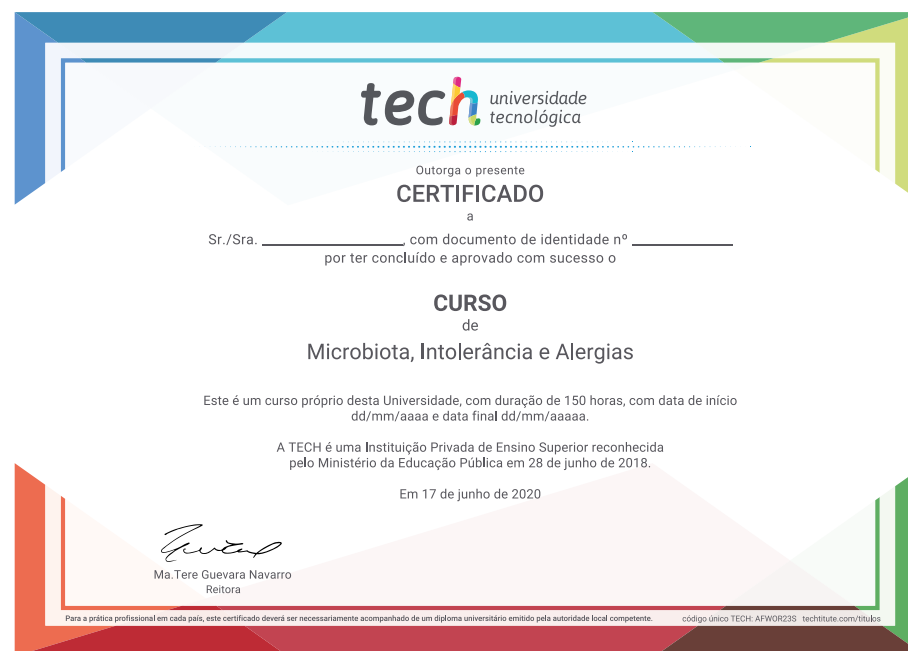 tech universidade
tecnológica
Outorga o presente
CERTIFICADO
a
Sr./Sra. ____________, com documento de identidade nº ____________
por ter concluído e aprovado com sucesso o
CURSO
de
Microbiota, Intolerância e Alergias
Este é um curso próprio desta Universidade, com duração de 150 horas, com data de início
dd/mm/aaaa e data final dd/mm/aaaaa.
A TECH é uma Instituição Privada de Ensino Superior reconhecida
pelo Ministério da Educação Pública em 28 de junho de 2018.
Em 17 de junho de 2020
Ma.Tere Guevara Navarro
Reitora
Para a prática profissional em cada país, este certificado deverá ser necessariamente acompanhado de um diploma universitário emitido pela autoridade local competente. código único TECH: AFWOR23S techtitute.com/titulos